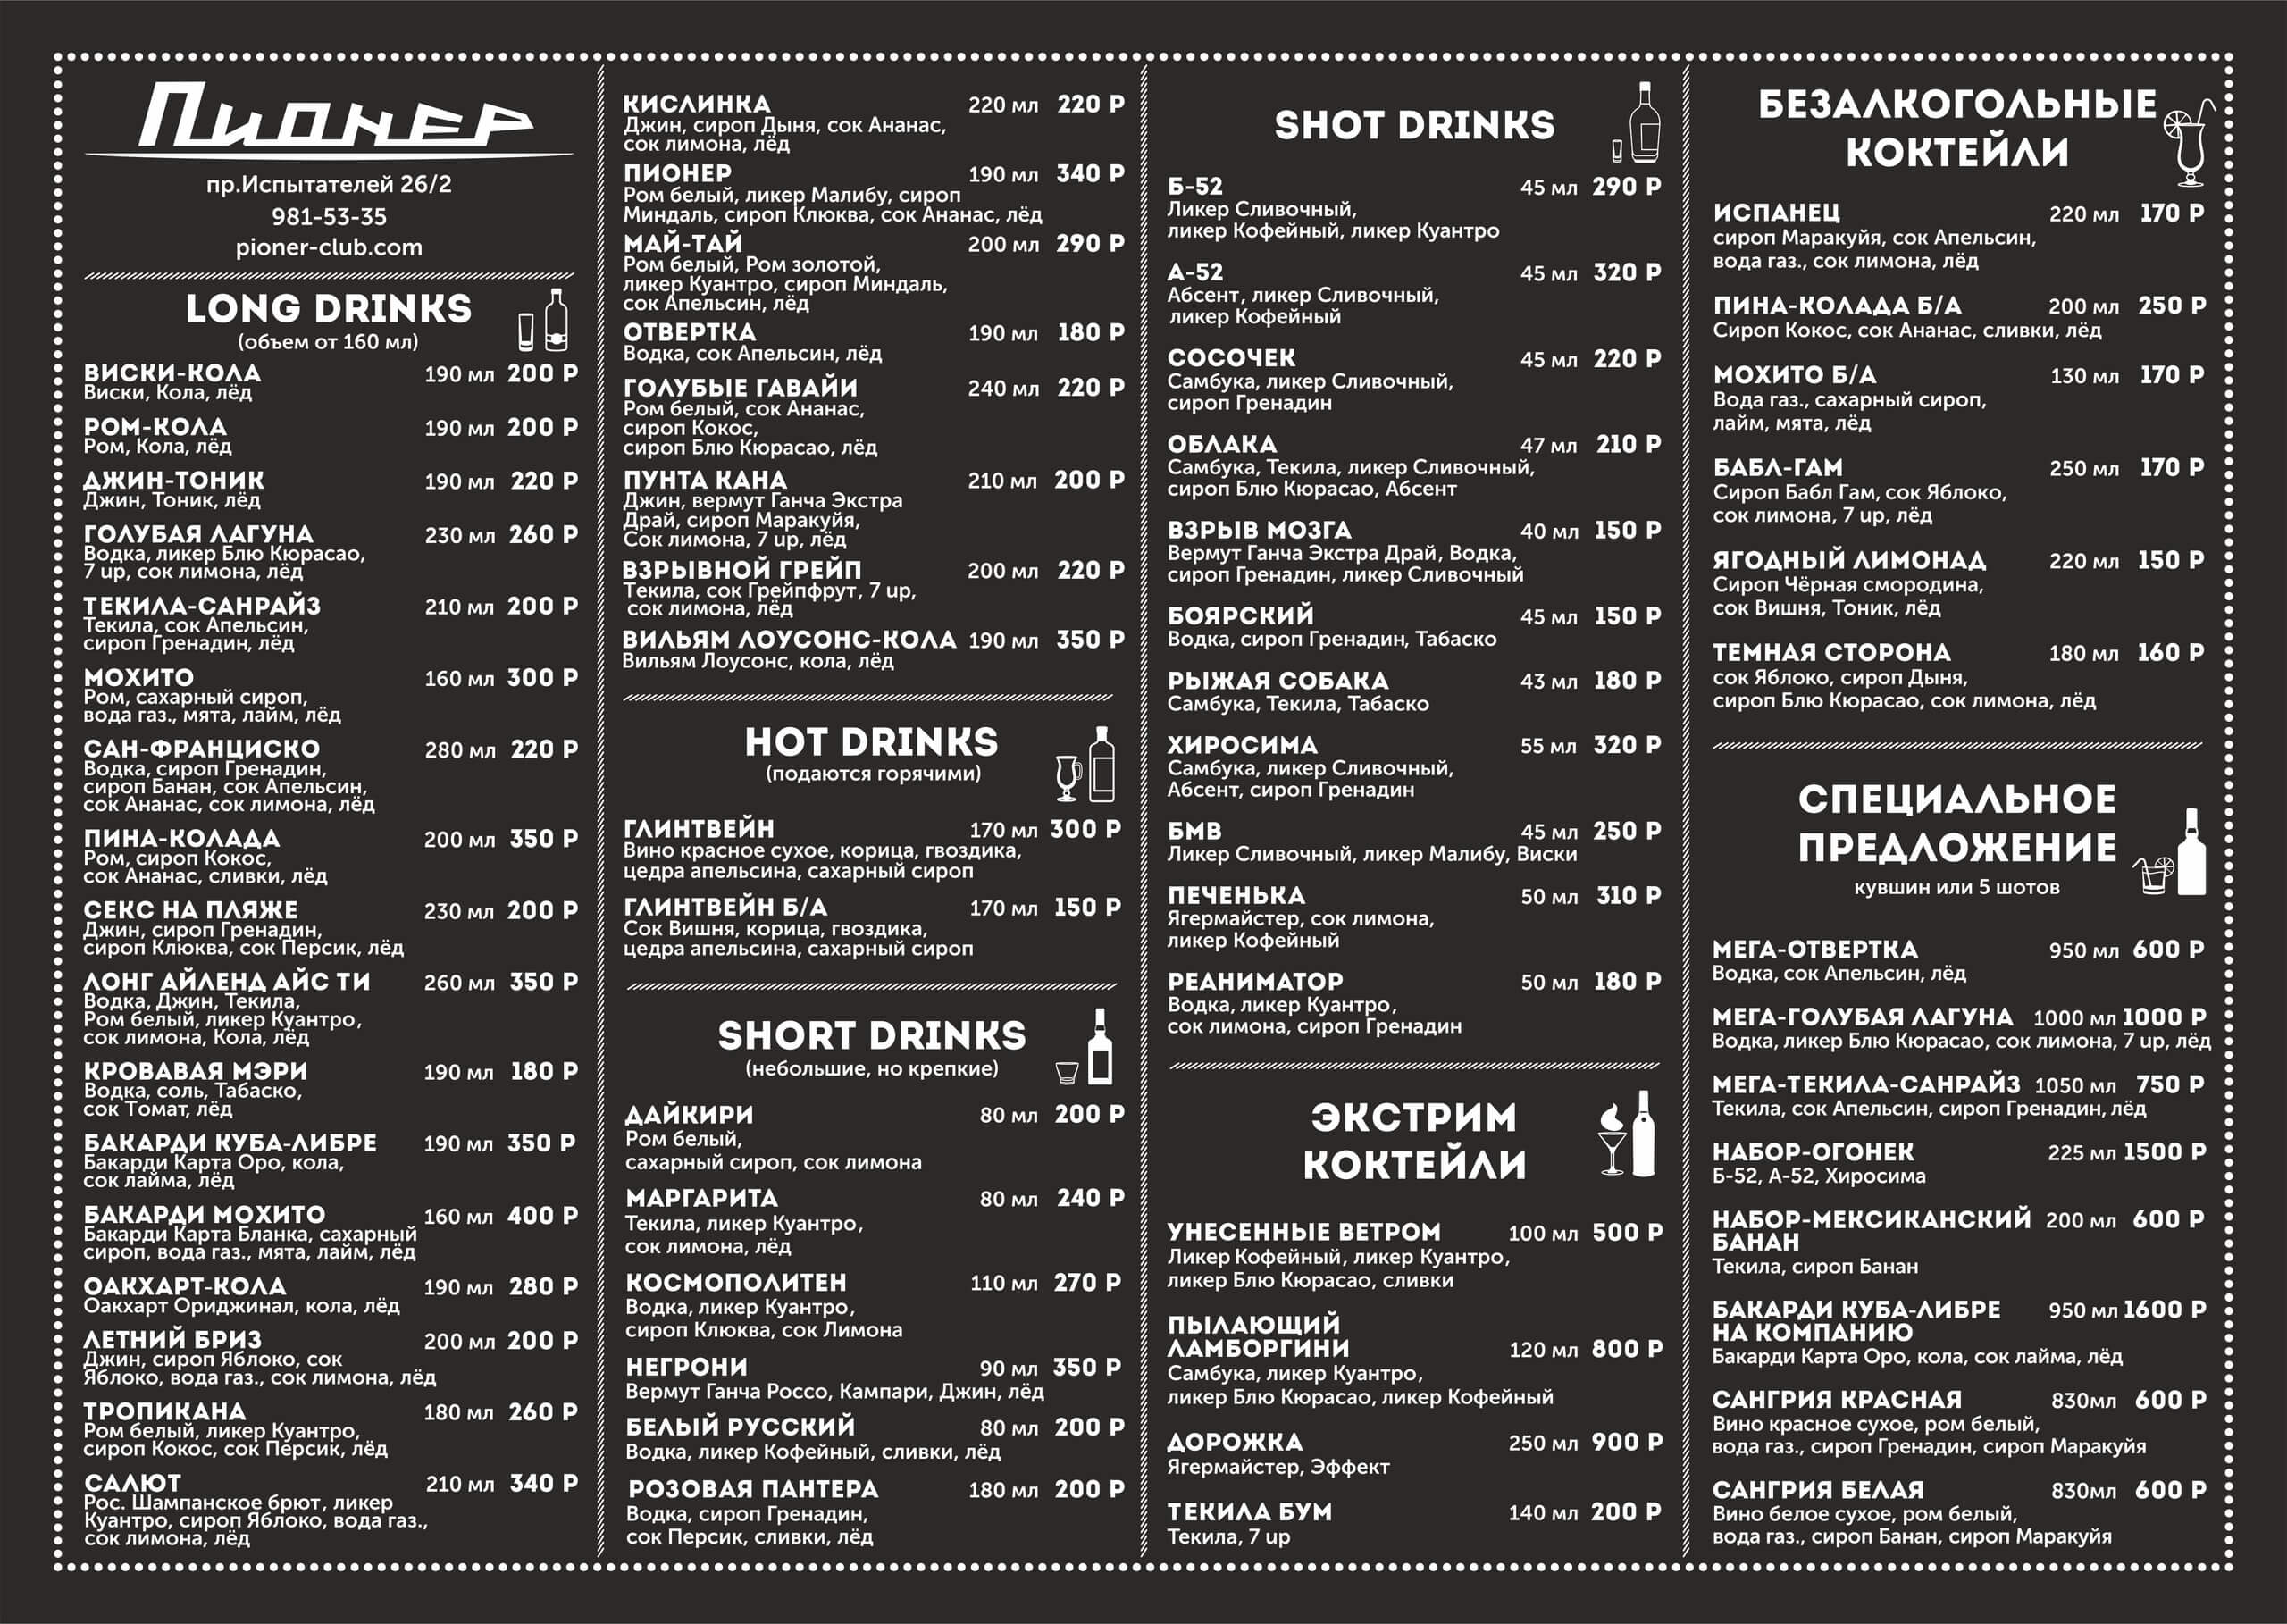 Пионер
пр.Испытателей 26/2
981-53-35
pioner-club.com
LONG DRINKS
(объем от 160 мл)
ВИСКИ-КОЛА 190 мл 200 Р
Виски, Кола, лёд
РОМ-КОЛА 190 мл 200 Р
Ром, Кола, лёд
ДЖИН-ТОНИК 190 мл 220 Р
Джин, Тоник, лёд
ГОЛУБАЯ ЛАГУНА 230 мл 260 Р
Водка, ликер Блю Кюрасао,
7 up, сок лимона, лёд
ТЕКИЛА-САНРАЙЗ 210 мл 200 Р
Текила, сок Апельсин,
сироп Гренадин, лёд
МОХИТО 160 мл 300 Р
Ром, сахарный сироп,
вода газ., мята, лайм, лёд
САН-ФРАНЦИСКО 280 мл 220 Р
Водка, сироп Гренадин,
сироп Банан, сок Апельсин,
сок Ананас, сок лимона, лёд
ПИНА-КОЛАДА 200 мл 350 Р
Ром, сироп Кокос,
сок Ананас, сливки, лёд
СЕКС НА ПЛЯЖЕ 230 мл 200 Р
Джин, сироп Гренадин,
сироп Клюква, сок Персик, лёд
ЛОНГ АЙЛЕНД АЙС ТИ 260 мл 350 Р
Водка, Джин, Текила,
Ром белый, ликер Куантро,
сок лимона, Кола, лёд
КРОВАВАЯ МЭРИ 190 мл 180 Р
Водка, соль, Табаско,
сок Томат, лёд
БАКАРДИ КУБА-ЛИБРЕ 190 мл 350 Р
Бакарди Карта Оро, кола,
сок лайма, лёд
БАКАРДИ МОХИТО 160 мл 400 Р
Бакарди Карта Бланка, сахарный
сироп, вода газ., мята, лайм, лёд
ОАКХАРТ-КОЛА 190 мл 280 Р
Оакхарт Ориджинал, кола, лёд
ЛЕТНИЙ БРИЗ 200 мл 200 Р
Джин, сироп Яблоко, сок
Яблоко, вода газ., сок лимона, лёд
ТРОПИКАНА 180 мл 260 Р
Ром белый, ликер Куантро,
сироп Кокос, сок Персик, лёд
САЛЮТ 210 мл 340 Р
Рос. Шампанское брют, ликер
Куантро, сироп Яблоко, вода газ.,
сок лимона, лёд
КИСЛИНКА 220 мл 220 Р
Джин, сироп Дыня, сок Ананас,
сок лимона, лёд
ПИОНЕР 190 мл 340 Р
Ром белый, ликер Малибу, сироп
Миндаль, сироп Клюква, сок Ананас, лёд
МАЙ-ТАЙ 200 мл 290 Р
Ром белый, Ром золотой,
ликер Куантро, сироп Миндаль,
сок Апельсин, лёд
ОТВЕРТКА 190 мл 180 Р
Водка, сок Апельсин, лёд
ГОЛУБЫЕ ГАВАЙИ 240 мл 220 Р
Ром белый, сок Ананас,
сироп Кокос,
сироп Блю Кюрасао, лёд
ПУНТА КАНА 210 мл 200 Р
Джин, вермут Ганча Экстра
Драй, сироп Маракуйя,
Сок лимона, 7 up, лёд
ВЗРЫВНОЙ ГРЕЙП 200 мл 220 Р
Текила, сок Грейпфрут, 7 up,
сок лимона, лёд
ВИЛЬЯМ ЛОУСОНС-КОЛА 190 мл 350 Р
Вильям Лоусонс, кола, лёд
HOT DRINKS
(подаются горячими)
ГЛИНТВЕЙН 170 мл 300 Р
Вино красное сухое, корица, гвоздика,
цедра апельсина, сахарный сироп
ГЛИНТВЕЙН Б/А 170 мл 150 Р
Сок Вишня, корица, гвоздика,
цедра апельсина, сахарный сироп
SHORT DRINKS
(небольшие, но крепкие)
ДАЙКИРИ 80 мл 200 Р
Ром белый,
сахарный сироп, сок лимона
МАРГАРИТА 80 мл 240 Р
Текила, ликер Куантро,
сок лимона, лёд
КОСМОПОЛИТЕН 110 мл 270 Р
Водка, ликер Куантро,
сироп Клюква, сок Лимона
НЕГРОНИ 90 мл 350 Р
Вермут Ганча Россо, Кампари, Джин, лёд
БЕЛЫЙ РУССКИЙ 80 мл 200 Р
Водка, ликер Кофейный, сливки, лёд
РОЗОВАЯ ПАНТЕРА 180 мл 200 Р
Водка, сироп Гренадин,
сок Персик, сливки, лёд
SHOT DRINKS
Б-52 45 мл 290 Р
Ликер Сливочный,
ликер Кофейный, ликер Куантро
А-52 45 мл 320 Р
Абсент, ликер Сливочный,
ликер Кофейный
СОСОЧЕК 45 мл 220 Р
Самбука, ликер Сливочный,
сироп Гренадин
ОБЛАКА 47 мл 210 Р
Самбука, Текила, ликер Сливочный,
сироп Блю Кюрасао, Абсент
ВЗРЫВ МОЗГА 40 мл 150 Р
Вермут Ганча Экстра Драй, Водка,
сироп Гренадин, ликер Сливочный
БОЯРСКИЙ 45 мл 150 Р
Водка, сироп Гренадин, Табаско
РЫЖАЯ СОБАКА 43 мл 180 Р
Самбука, Текила, Табаско
ХИРОСИМА 55 мл 320 Р
Самбука, ликер Сливочный,
Абсент, сироп Гренадин
БМВ 45 мл 250 Р
Ликер Сливочный, ликер Малибу, Виски
ПЕЧЕНЬКА 50 мл 310 Р
Ягермайстер, сок лимона,
ликер Кофейный
РЕАНИМАТОР 50 мл 180 Р
Водка, ликер Куантро,
сок лимона, сироп Гренадин
ЭКСТРИМ
КОКТЕЙЛИ
УНЕСЕННЫЕ ВЕТРОМ 100 мл 500 Р
Ликер Кофейный, ликер Куантро,
ликер Блю Кюрасао, сливки
ПЫЛАЮЩИЙ
ЛАМБОРГИНИ 120 мл 800 Р
Самбука, ликер Куантро,
ликер Блю Кюрасао, ликер Кофейный
ДОРОЖКА 250 мл 900 Р
Ягермайстер, Эффект
ТЕКИЛА БУМ 140 мл 200 Р
Текила, 7 up
БЕЗАЛКОГОЛЬНЫЕ
КОКТЕЙЛИ
ИСПАНЕЦ 220 мл 170 Р
сироп Маракуйя, сок Апельсин,
вода газ., сок лимона, лёд
ПИНА-КОЛАДА Б/А 200 мл 250 Р
Сироп Кокос, сок Ананас, сливки, лёд
МОХИТО Б/А 130 мл 170 Р
Вода газ., сахарный сироп,
лайм, мята, лёд
БАБЛ-ГАМ 250 мл 170 Р
Сироп Бабл Гам, сок Яблоко,
сок лимона, 7 up, лёд
ЯГОДНЫЙ ЛИМОНАД 220 мл 150 Р
Сироп Чёрная смородина,
сок Вишня, Тоник, лёд
ТЕМНАЯ СТОРОНА 180 мл 160 Р
сок Яблоко, сироп Дыня,
сироп Блю Кюрасао, сок лимона, лёд
СПЕЦИАЛЬНОЕ
ПРЕДЛОЖЕНИЕ
кувшин или 5 шотов
МЕГА-ОТВЕРТКА 950 мл 600 Р
Водка, сок Апельсин, лёд
МЕГА-ГОЛУБАЯ ЛАГУНА 1000 мл 1000 Р
Водка, ликер Блю Кюрасао, сок лимона, 7 up, лёд
МЕГА-ТЕКИЛА-САНРАЙЗ 1050 мл 750 Р
Текила, сок Апельсин, сироп Гренадин, лёд
НАБОР-ОГОНЕК 225 мл 1500 Р
Б-52, А-52, Хиросима
НАБОР-МЕКСИКАНСКИЙ 200 мл 600 Р
БАНАН
Текила, сироп Банан
БАКАРДИ КУБА-ЛИБРЕ 950 мл 1600 Р
НА КОМПАНИЮ
Бакарди Карта Оро, кола, сок лайма, лёд
САНГРИЯ КРАСНАЯ 830мл 600 Р
Вино красное сухое, ром белый,
вода газ., сироп Гренадин, сироп Маракуйя
САНГРИЯ БЕЛАЯ 830мл 600 Р
Вино белое сухое, ром белый,
вода газ., сироп Банан, сироп Маракуйя